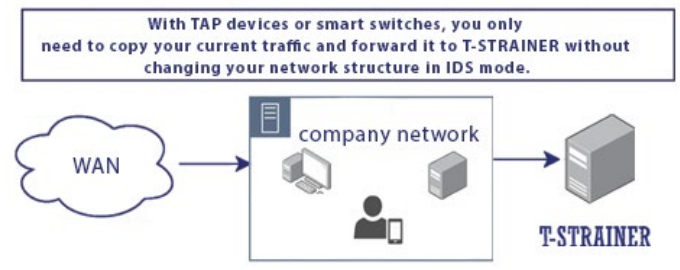 With TAP devices or smart switches, you only
need to copy your current traffic and forward it to T-STRAINER without
changing your network structure in IDS mode.
company network
WAN
T-STRAINER